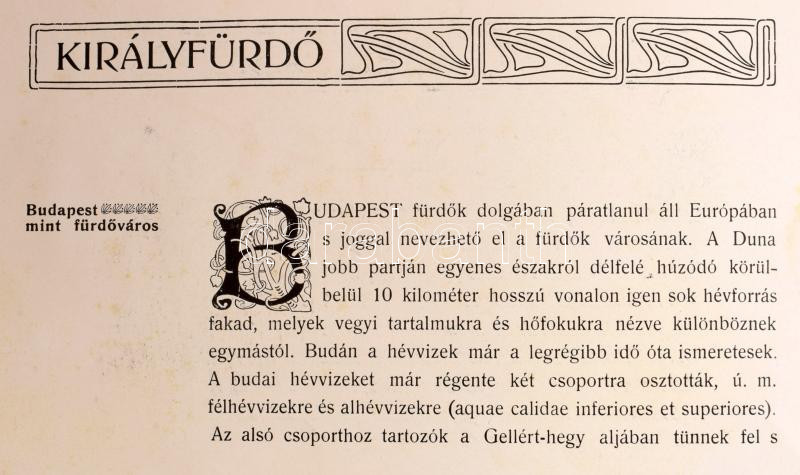 KIRÁLYFÜRDŐ
Budapest
mint fürdőváros
BUDAPEST fürdők dolgában páratlanul áll Európában
s joggal nevezhető el a fürdők városának. A Duna
jobb partján egyenes északról délfelé húzódó körül-
belül 10 kilométer hosszú vonalon igen sok hévforrás
fakad, melyek vegyi tartalmukra és hőfokukra nézve különböznek
egymástól. Budán a hévvizek már a legrégibb idő óta ismeretesek.
A budai hévvizeket már régente két csoportra osztották, ú. m.
félhévvizekre és alhévvizekre (aquae calidae inferiores et superiores).
Az alsó csoporthoz tartozók a Gellért-hegy aljában tünnek fel s